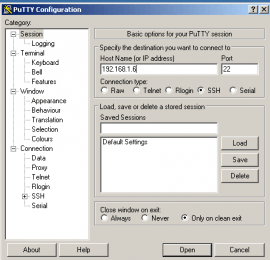 PuTTY Configuration
Category:
Session
Logging
Terminal
Keyboard
Bell
Features
Window
Appearance
Behaviour
Translation
Selection
Colours
Connection
Data
Proxy
Telnet
Rlogin
SSH
Serial
Basic options for your PuTTY session
Specify the destination you want to connect to
Host Name (or IP address) Port
192.168.1.6 22
Connection type:
Raw Telnet Rlogin SSH Serial
Load, save or delete a stored session
Saved Sessions
Default Settings
Load
Save
Delete
Close window on exit:
Always Never Only on clean exit
About Help Open Cancel